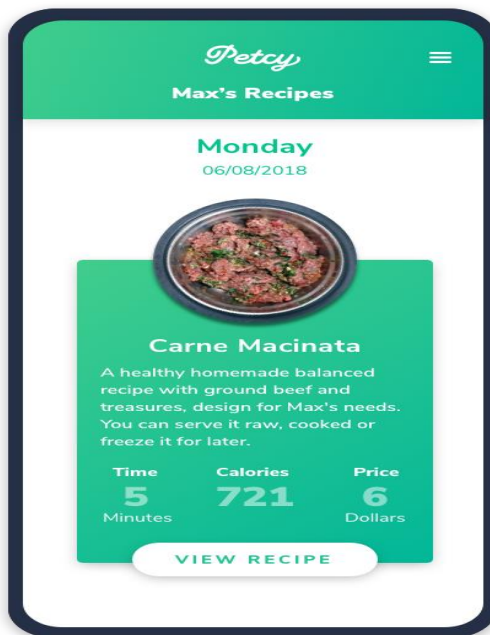 Petcy
Max's Recipes
Monday
06/08/2018
Carne Macinata
A healthy homemade balanced
recipe with ground beef and
treasures, design for Max's needs.
You can serve it raw, cooked or
freeze it for later.
Time Calories Price
5 721 6
Minutes Dollars
VIEW RECIPE